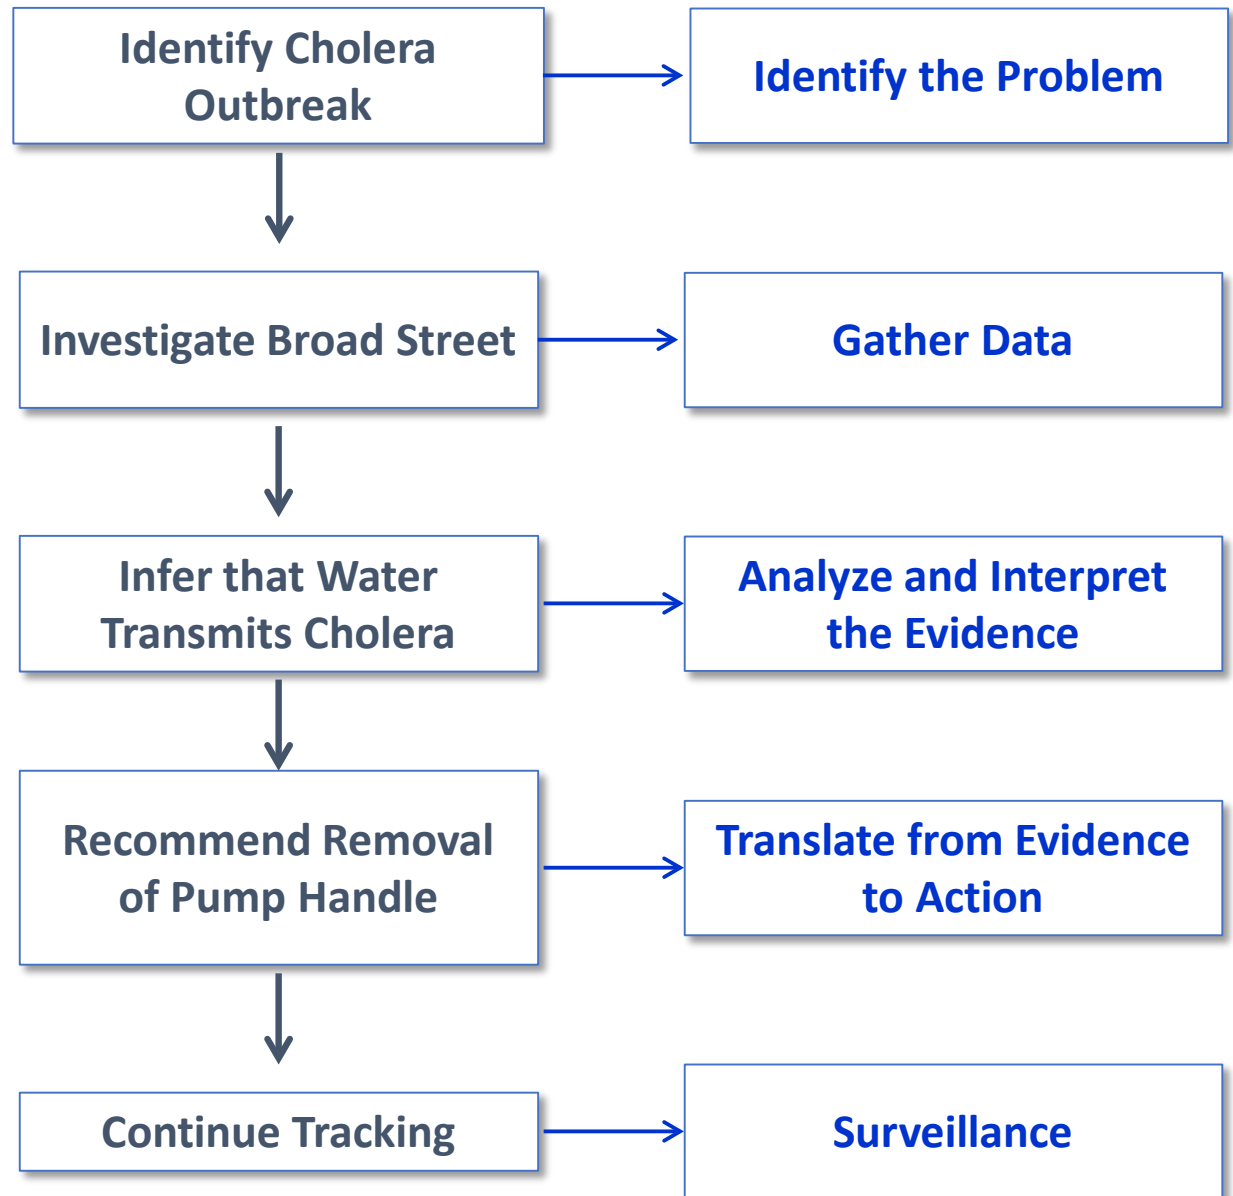 Identify Cholera
Outbreak
Identify the Problem
Investigate Broad Street
Gather Data
Infer that Water
Transmits Cholera
Analyze and Interpret
the Evidence
Recommend Removal
of Pump Handle
Translate from Evidence
to Action
Continue Tracking
Surveillance